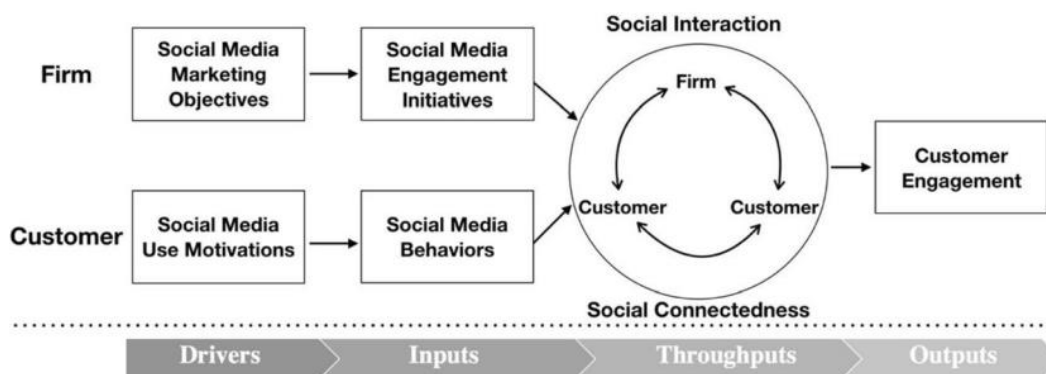 Social Interaction
Firm
Social Media
Marketing
Objectives
Social Media
Engagement
Initiatives
Firm
Customer
Customer
Customer
Engagement
Customer
Social Media
Use Motivations
Social Media
Behaviors
Social Connectedness
Drivers
Inputs
Throughputs
Outputs